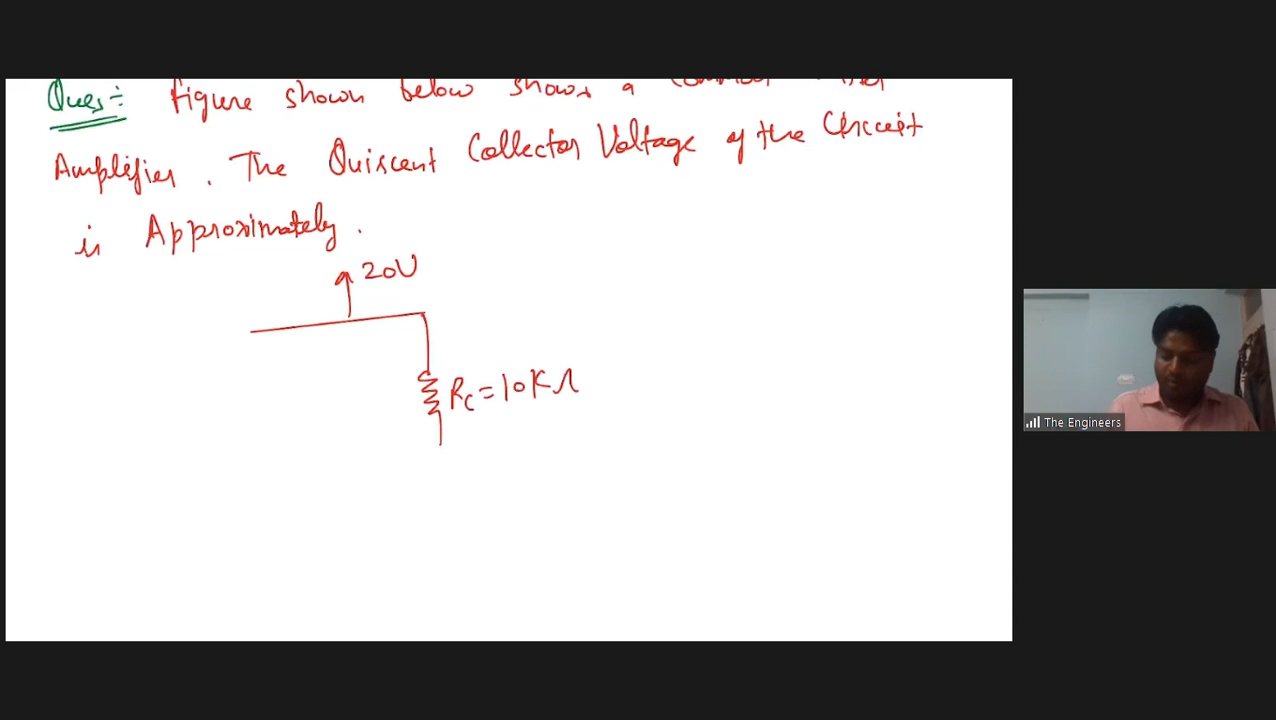 Ques :- figure shown below shows a
Amplifier . The Quiscent Collector Voltage of the Circuit
is Approximately .
20V
Rc = 10KΩ
The Engineers